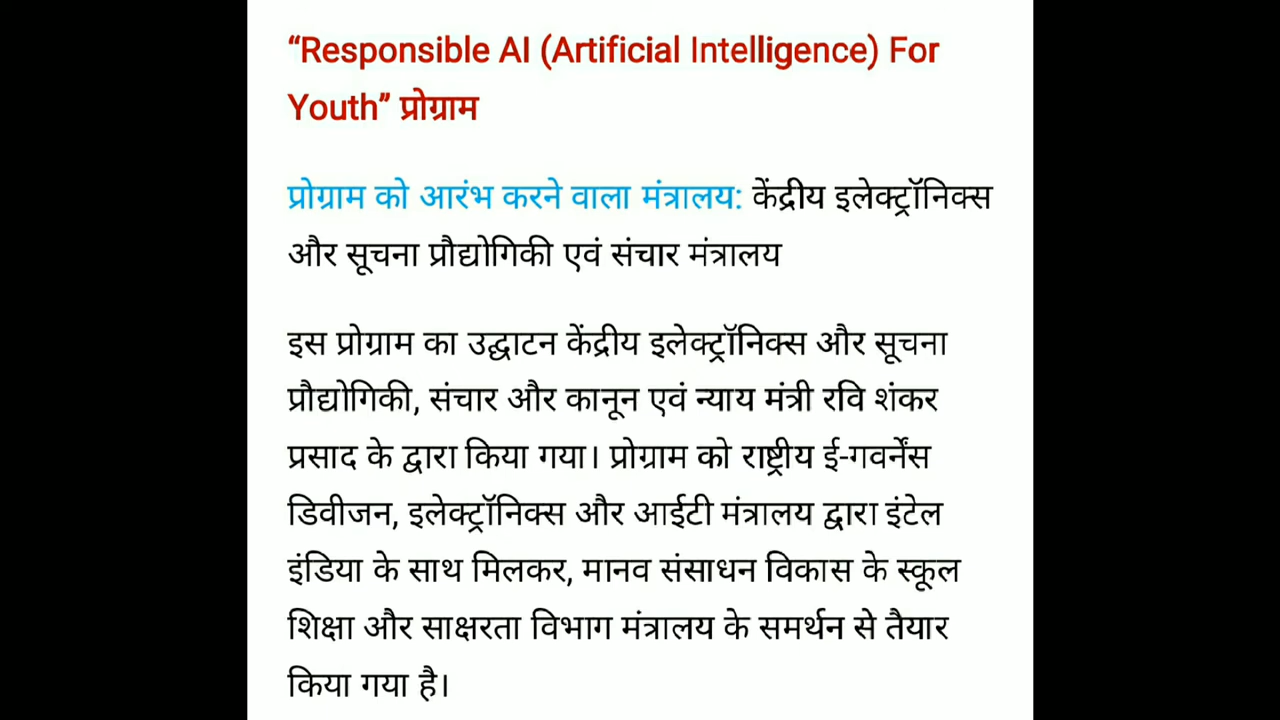 “Responsible AI (Artificial Intelligence) For
Youth” प्रोग्राम
प्रोग्राम को आरंभ करने वाला मंत्रालय: केंद्रीय इलेक्ट्रॉनिक्स
और सूचना प्रौद्योगिकी एवं संचार मंत्रालय
इस प्रोग्राम का उद्घाटन केंद्रीय इलेक्ट्रॉनिक्स और सूचना
प्रौद्योगिकी, संचार और कानून एवं न्याय मंत्री रवि शंकर
प्रसाद के द्वारा किया गया। प्रोग्राम को राष्ट्रीय ई-गवर्नेंस
डिवीजन, इलेक्ट्रॉनिक्स और आईटी मंत्रालय द्वारा इंटेल
इंडिया के साथ मिलकर, मानव संसाधन विकास के स्कूल
शिक्षा और साक्षरता विभाग मंत्रालय के समर्थन से तैयार
किया गया है।